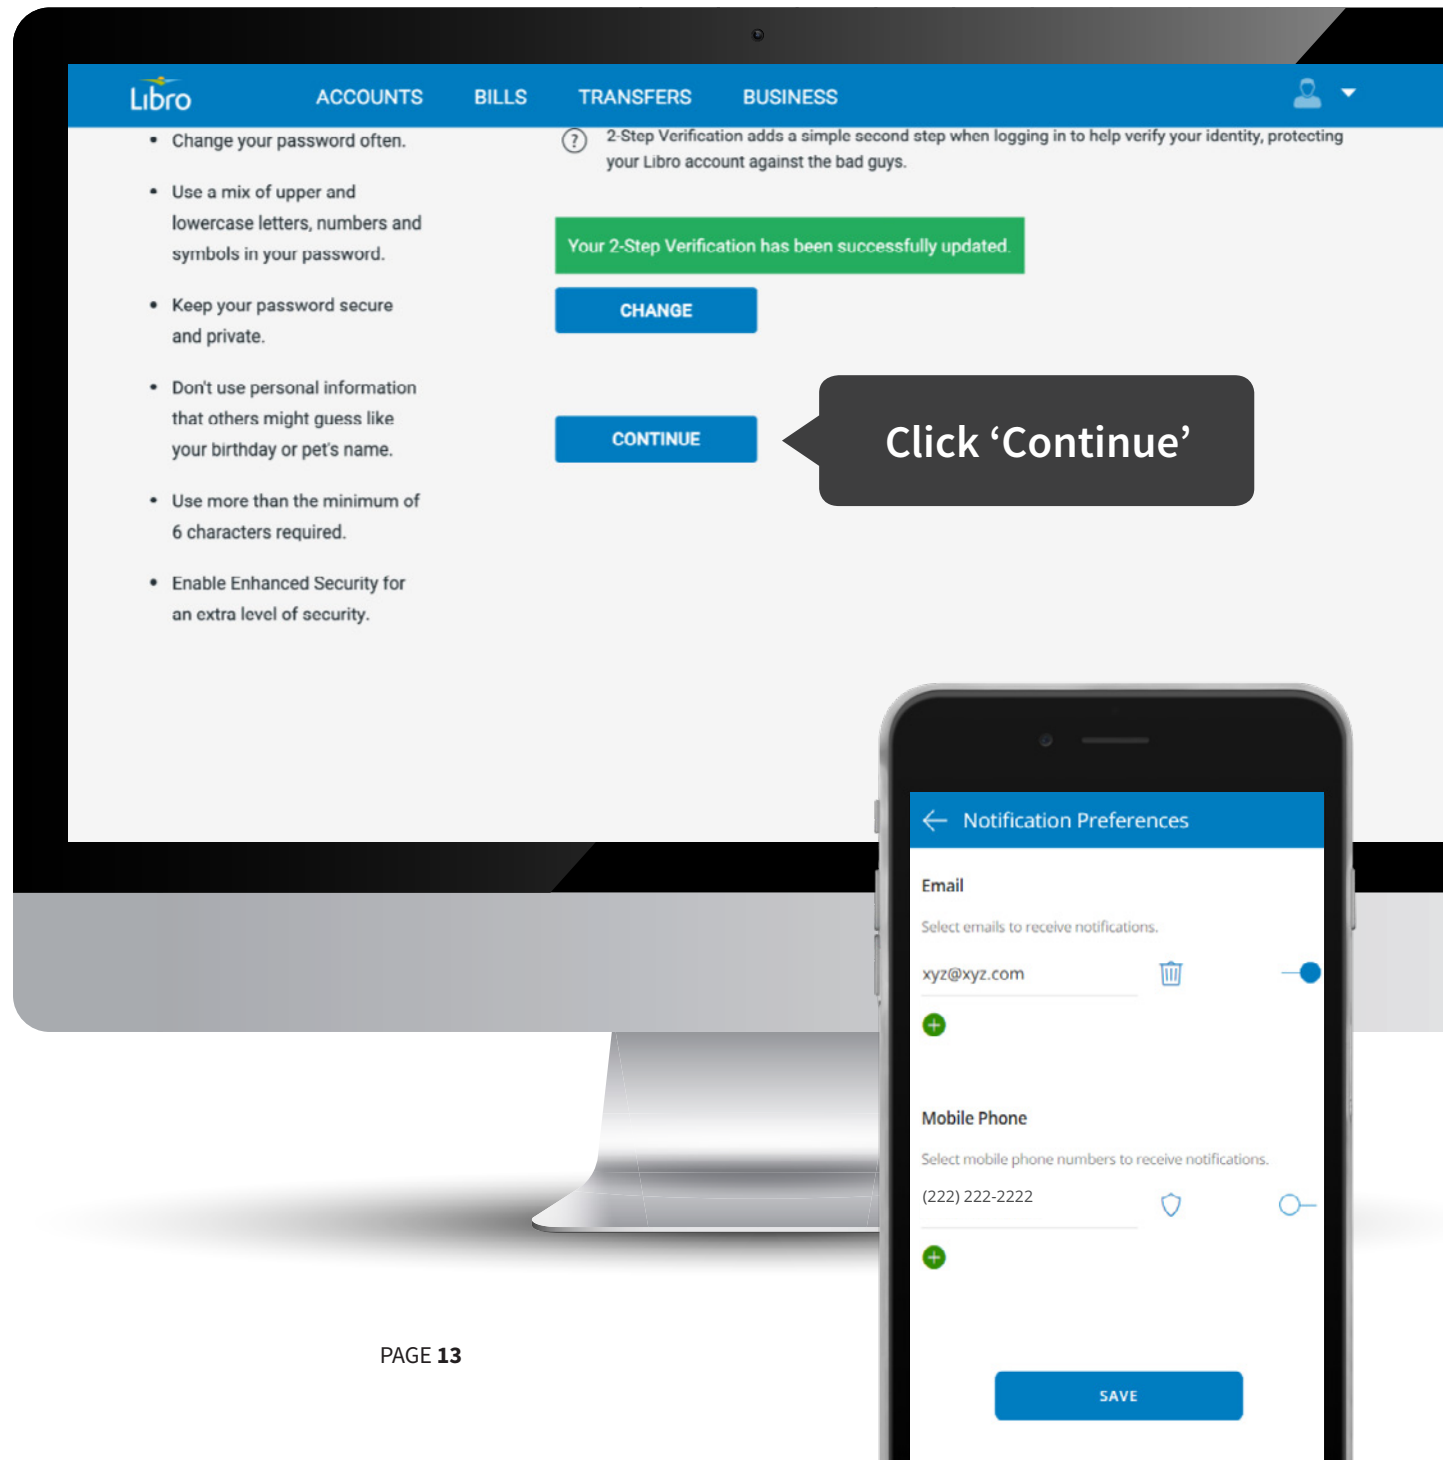 Libro
ACCOUNTS BILLS TRANSFERS BUSINESS
• Change your password often.
• Use a mix of upper and
lowercase letters, numbers and
symbols in your password.
• Keep your password secure
and private.
• Don't use personal information
that others might guess like
your birthday or pet's name.
• Use more than the minimum of
6 characters required.
• Enable Enhanced Security for
an extra level of security.
? 2-Step Verification adds a simple second step when logging in to help verify your identity, protecting
your Libro account against the bad guys.
Your 2-Step Verification has been successfully updated.
CHANGE
CONTINUE
Click ‘Continue’
Notification Preferences
Email
Select emails to receive notifications.
xyz@xyz.com
Mobile Phone
Select mobile phone numbers to receive notifications.
(222) 222-2222
SAVE
PAGE 13